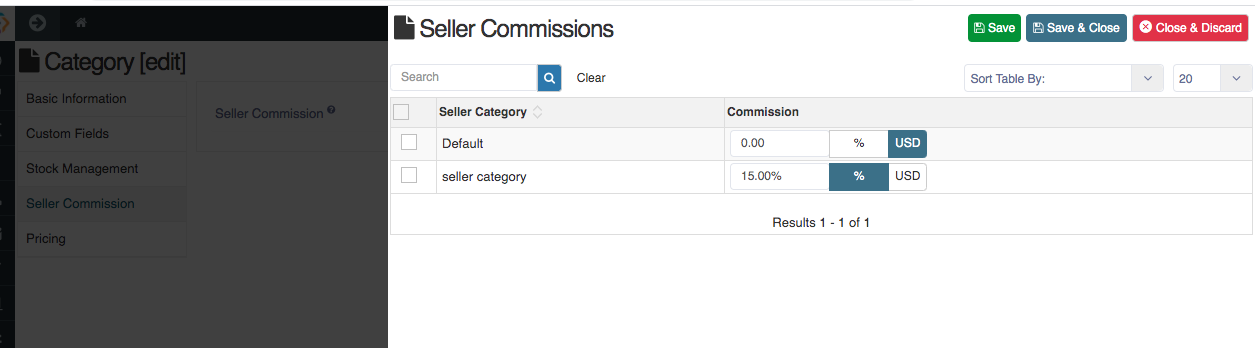 Seller Commissions
Save
Save & Close
Close & Discard
Category [edit]
Basic Information
Custom Fields
Stock Management
Seller Commission
Pricing
Seller Commission
Search
Clear
Sort Table By:
20
Seller Category Commission
Default 0.00 % USD
seller category 15.00% % USD
Results 1 - 1 of 1